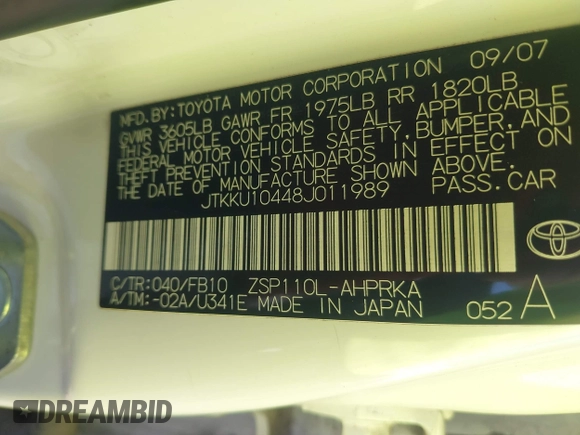 MFD. BY: TOYOTA MOTOR CORPORATION 09/07
GVWR 3605LB GAWR FR 1975LB RR 1820LB
THIS VEHICLE CONFORMS TO ALL APPLICABLE
FEDERAL MOTOR VEHICLE SAFETY, BUMPER, AND
THEFT PREVENTION STANDARDS IN EFFECT ON
THE DATE OF MANUFACTURE SHOWN ABOVE.
JTKKU10448J011989 PASS. CAR
C/TR: 040/FB10 ZSP110L-AHPRKA
A/TM: -02A/U341E MADE IN JAPAN 052 A
DREAMBID